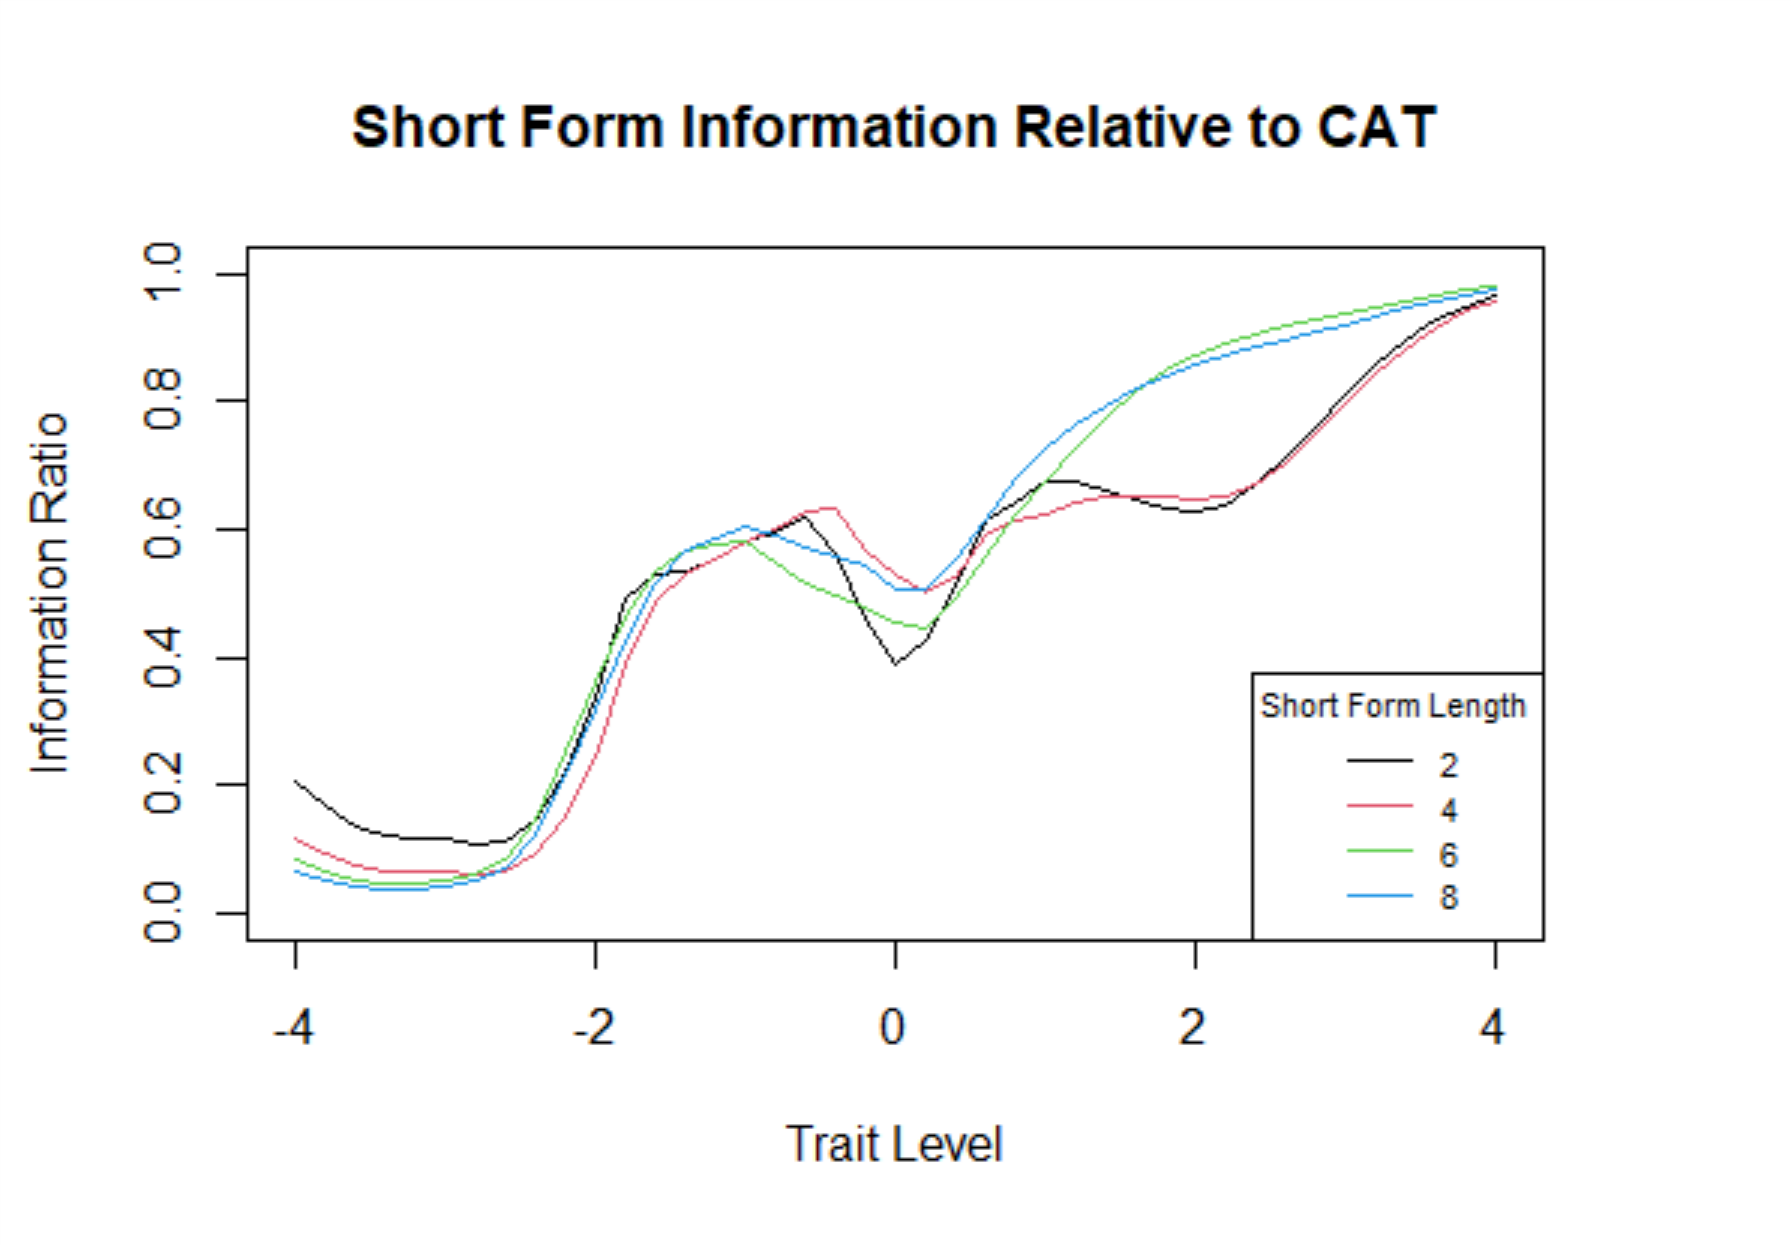 Short Form Information Relative to CAT
Information Ratio
1.0
0.8
0.6
0.4
0.2
0.0
Short Form Length
2
4
6
8
-4 -2 0 2 4
Trait Level